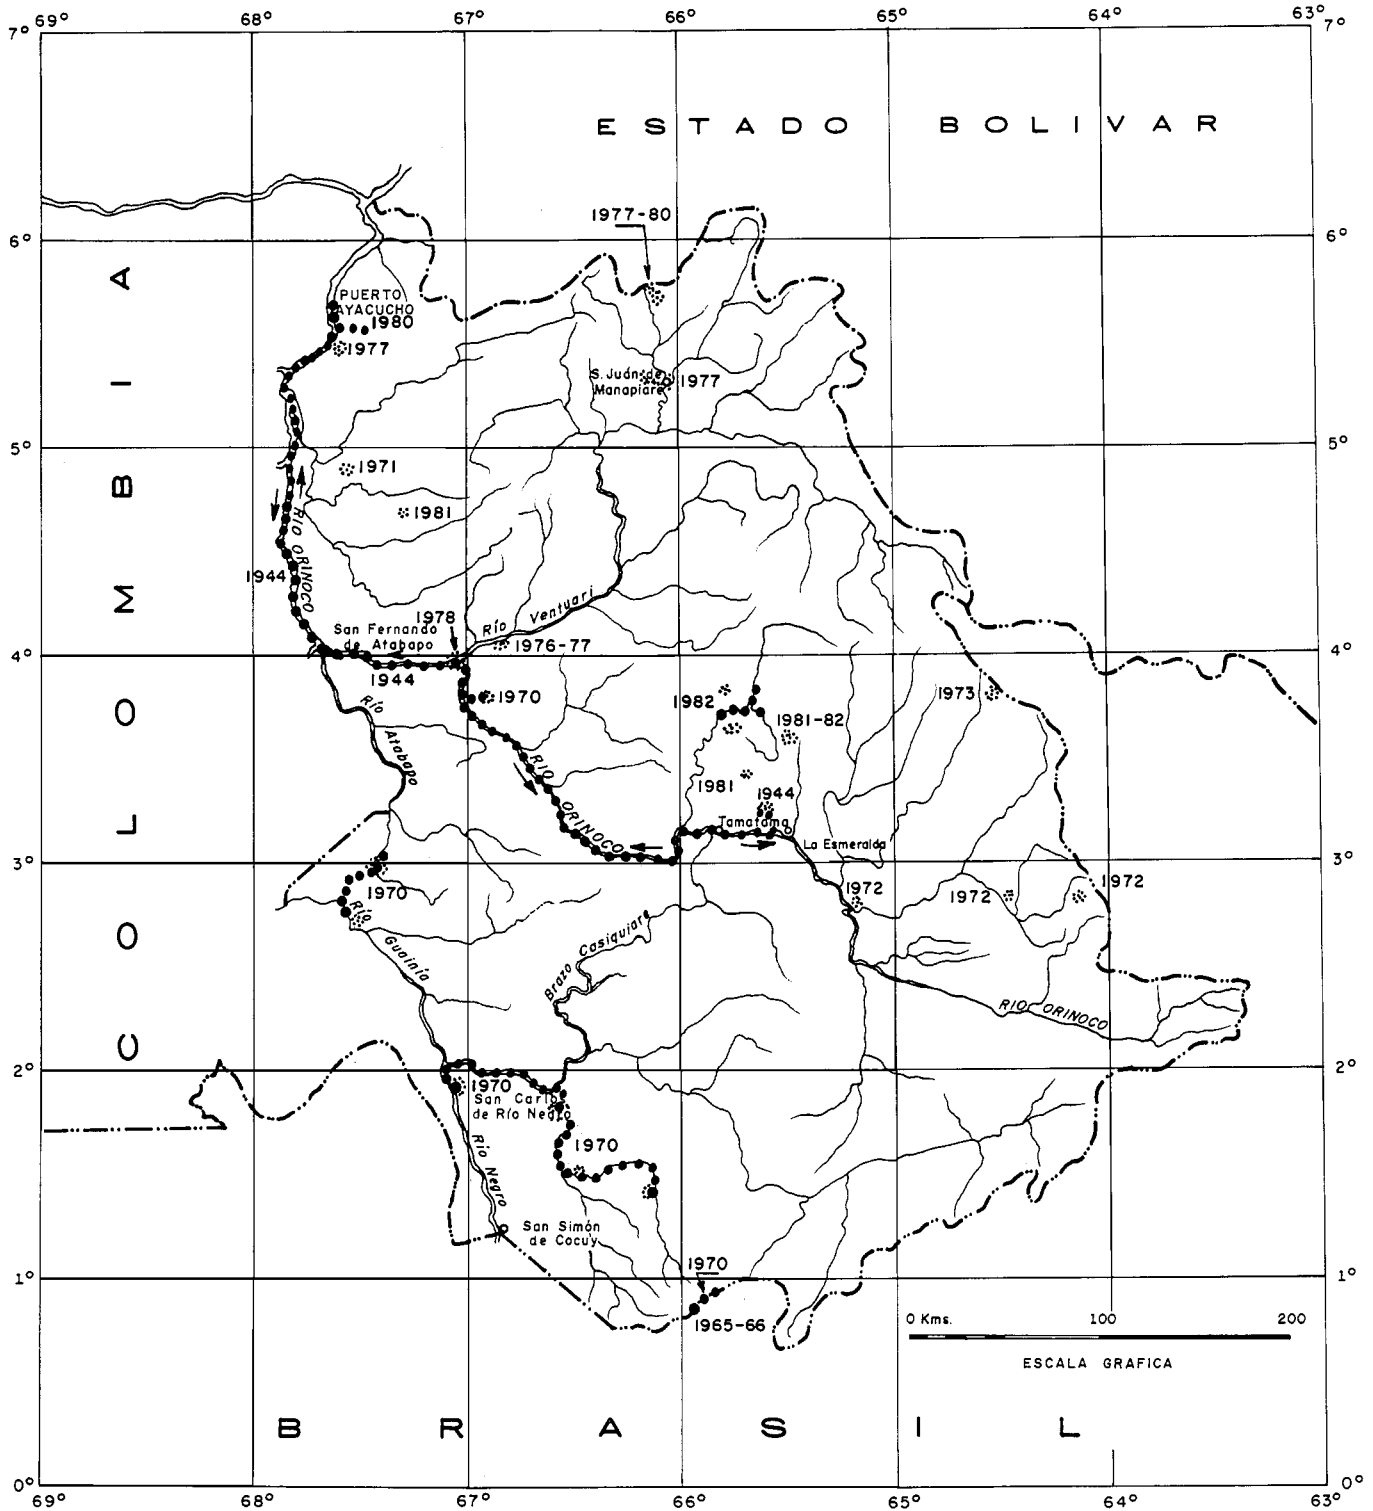 69° 68° 67° 66° 65° 64° 63°
7° 7°
ESTADO BOLIVAR
1977-80
6° 6°
PUERTO
AYACUCHO
1980
1977
S. Juán de
Manapiare
1977
5° 5°
1971
1981
RIO ORINOCO
1944
1978
Río Ventuari
San Fernando
de Atabapo
1976-77
4° 4°
1944
1970
1982
1973
1981-82
Río Atabapo
RIO ORINOCO
1981
1944
Tamatama
La Esmeralda
3° 3°
1970
1972
1972
1972
Río Guainía
Brazo Casiquiare
RIO ORINOCO
2° 2°
1970
San Carlos
de Río Negro
1970
Río Negro
San Simón
de Cocuy
1° 1°
1970
1965-66
0 Kms. 100 200
ESCALA GRAFICA
COLOMBIA
BRASIL
0° 0°
69° 68° 67° 66° 65° 64° 63°